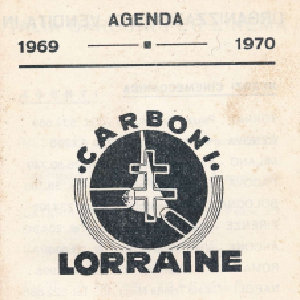 AGENDA
1969 1970
·CARBONI·
LORRAINE